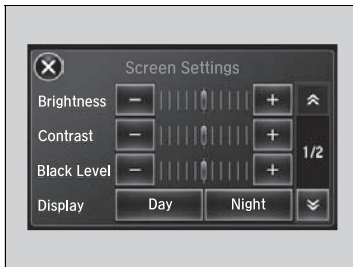 Screen Settings
Brightness − +
Contrast − +
1/2
Black Level − +
Display Day Night